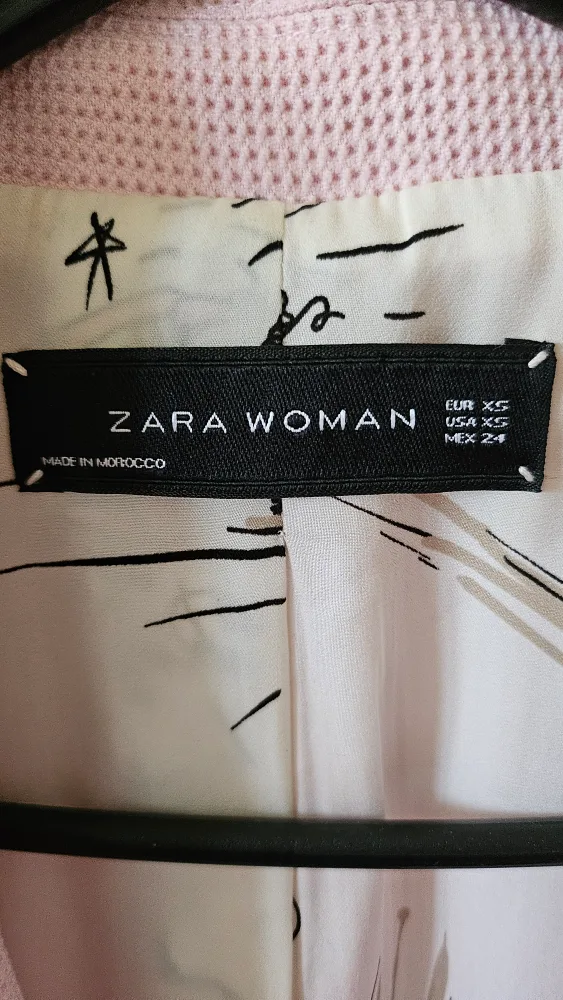 ZARA WOMAN
EUR XS
USA XS
MEX 24
MADE IN MOROCCO